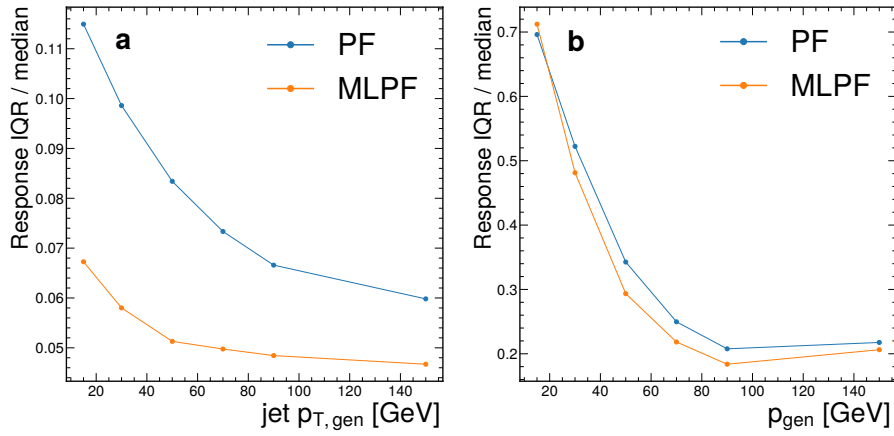 a
PF
MLPF
Response IQR / median
0.11
0.10
0.09
0.08
0.07
0.06
0.05
20 40 60 80 100 120 140
jet p_T, gen [GeV]
b
PF
MLPF
Response IQR / median
0.7
0.6
0.5
0.4
0.3
0.2
20 40 60 80 100 120 140
p_gen [GeV]